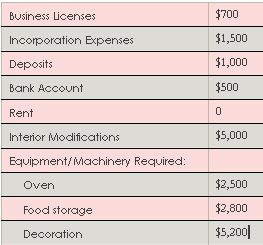 Business Licenses $700
Incorporation Expenses $1,500
Deposits $1,000
Bank Account $500
Rent 0
Interior Modifications $5,000
Equipment/Machinery Required:
Oven $2,500
Food storage $2,800
Decoration $5,200